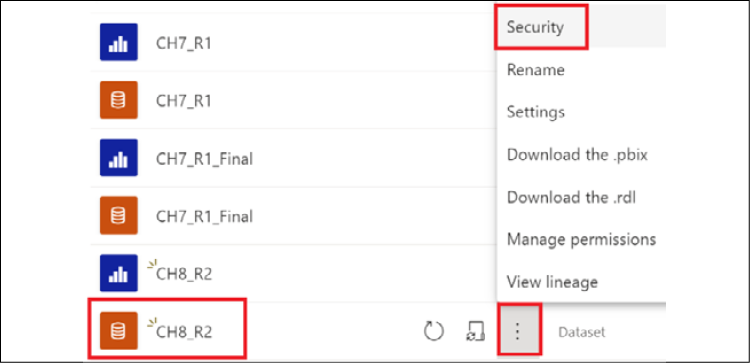 CH7_R1
CH7_R1
CH7_R1_Final
CH7_R1_Final
CH8_R2
CH8_R2
Dataset
Security
Rename
Settings
Download the .pbix
Download the .rdl
Manage permissions
View lineage